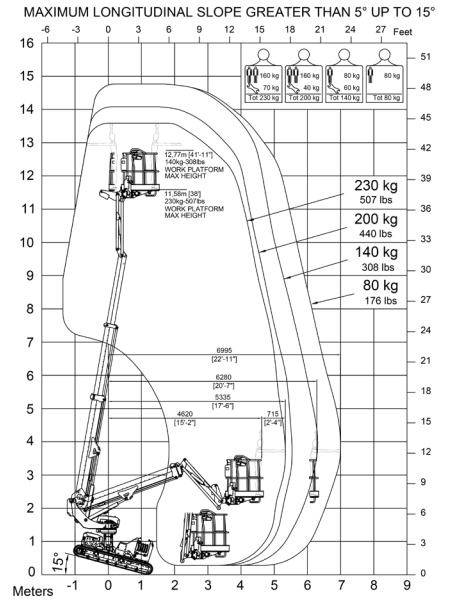 MAXIMUM LONGITUDINAL SLOPE GREATER THAN 5° UP TO 15°
-6 -3 0 3 6 9 12 15 18 21 24 27 Feet
16
15
14
13
12
11
10
9
8
7
6
5
4
3
2
1
0
51
48
45
42
39
36
33
30
27
24
21
18
15
12
9
6
3
0
160 kg
70 kg
Tot 230 kg
160 kg
40 kg
Tot 200 kg
80 kg
60 kg
Tot 140 kg
80 kg
Tot 80 kg
12,77m [41'-11"]
140kg-308lbs
WORK PLATFORM
MAX HEIGHT
11,58m [38']
230kg-507lbs
WORK PLATFORM
MAX HEIGHT
230 kg
507 lbs
200 kg
440 lbs
140 kg
308 lbs
80 kg
176 lbs
6995
[22'-11"]
6280
[20'-7"]
5335
[17'-6"]
4620
[15'-2"]
715
[2'-4"]
15°
Meters -1 0 1 2 3 4 5 6 7 8 9